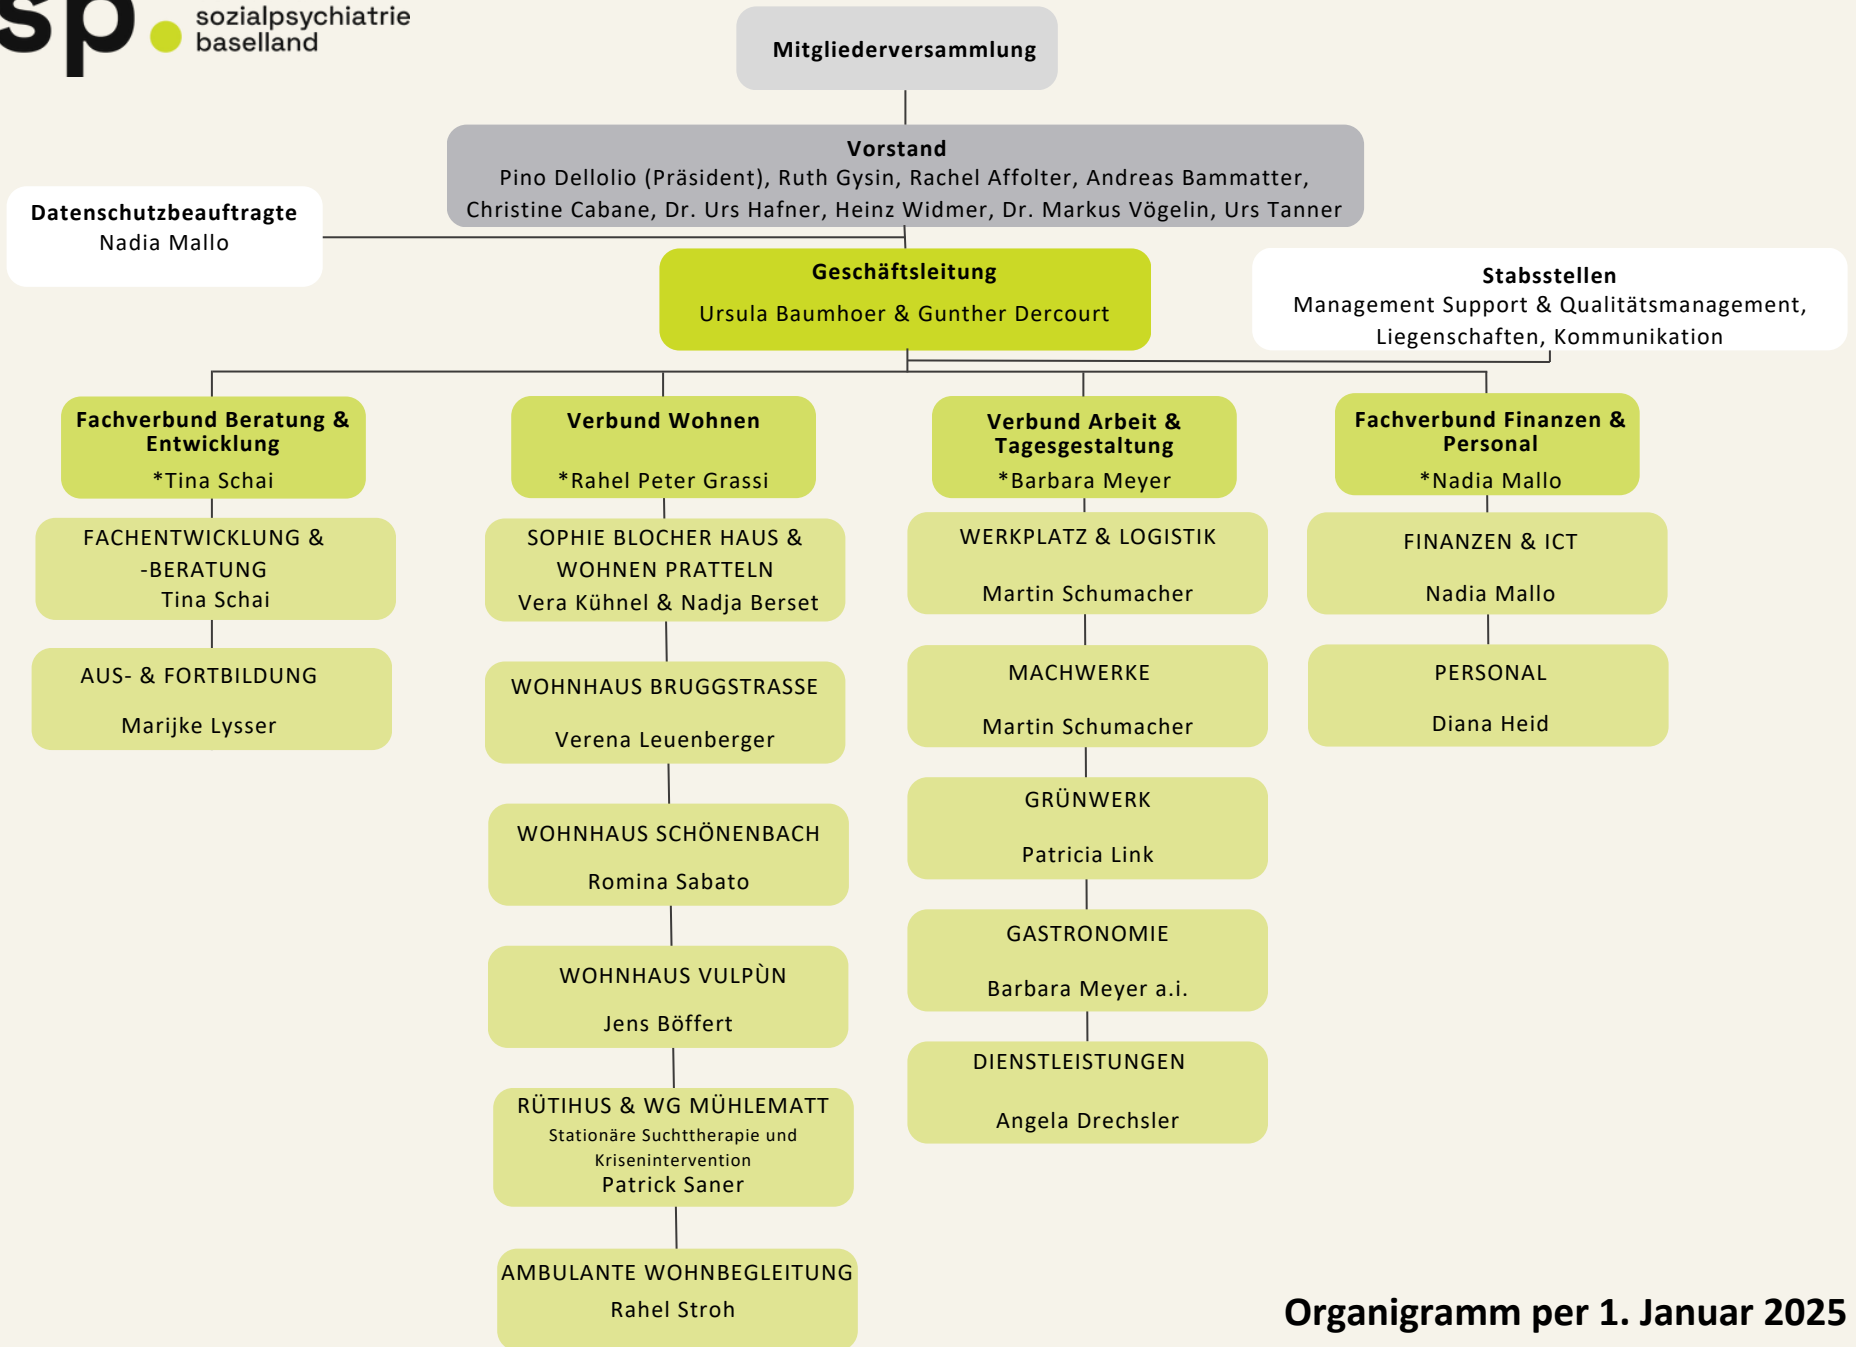 sp.
sozialpsychiatrie
baselland
Mitgliederversammlung
Vorstand
Pino Dellolio (Präsident), Ruth Gysin, Rachel Affolter, Andreas Bammatter,
Christine Cabane, Dr. Urs Hafner, Heinz Widmer, Dr. Markus Vögelin, Urs Tanner
Datenschutzbeauftragte
Nadia Mallo
Geschäftsleitung
Ursula Baumhoer & Gunther Dercourt
Stabsstellen
Management Support & Qualitätsmanagement,
Liegenschaften, Kommunikation
Fachverbund Beratung &
Entwicklung
*Tina Schai
FACHENTWICKLUNG &
-BERATUNG
Tina Schai
AUS- & FORTBILDUNG
Marijke Lysser
Verbund Wohnen
*Rahel Peter Grassi
SOPHIE BLOCHER HAUS &
WOHNEN PRATTELN
Vera Kühnel & Nadja Berset
WOHNHAUS BRUGGSTRASSE
Verena Leuenberger
WOHNHAUS SCHÖNENBACH
Romina Sabato
WOHNHAUS VULPÙN
Jens Böffert
RÜTIHUS & WG MÜHLEMATT
Stationäre Suchttherapie und
Krisenintervention
Patrick Saner
AMBULANTE WOHNBEGLEITUNG
Rahel Stroh
Verbund Arbeit &
Tagesgestaltung
*Barbara Meyer
WERKPLATZ & LOGISTIK
Martin Schumacher
MACHWERKE
Martin Schumacher
GRÜNWERK
Patricia Link
GASTRONOMIE
Barbara Meyer a.i.
DIENSTLEISTUNGEN
Angela Drechsler
Fachverbund Finanzen &
Personal
*Nadia Mallo
FINANZEN & ICT
Nadia Mallo
PERSONAL
Diana Heid
Organigramm per 1. Januar 2025